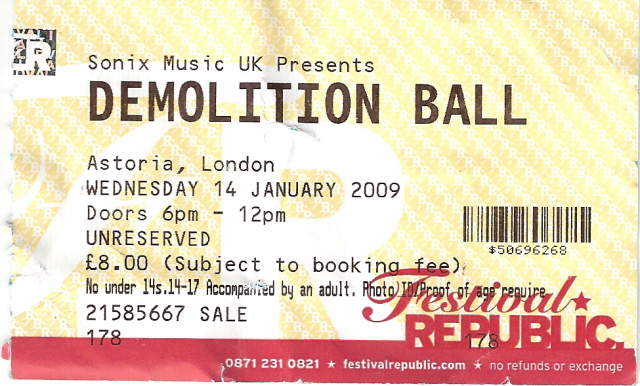 Sonix Music UK Presents
DEMOLITION BALL
Astoria, London
WEDNESDAY 14 JANUARY 2009
Doors 6pm - 12pm
UNRESERVED
$50696268
£8.00 (Subject to booking fee)
No under 14s.14-17 Accompanied by an adult. Photo/ID/Proof of age require
21585667 SALE
Festival
REPUBLIC.
178
178
0871 231 0821 ★ festivalrepublic.com ★ no refunds or exchange